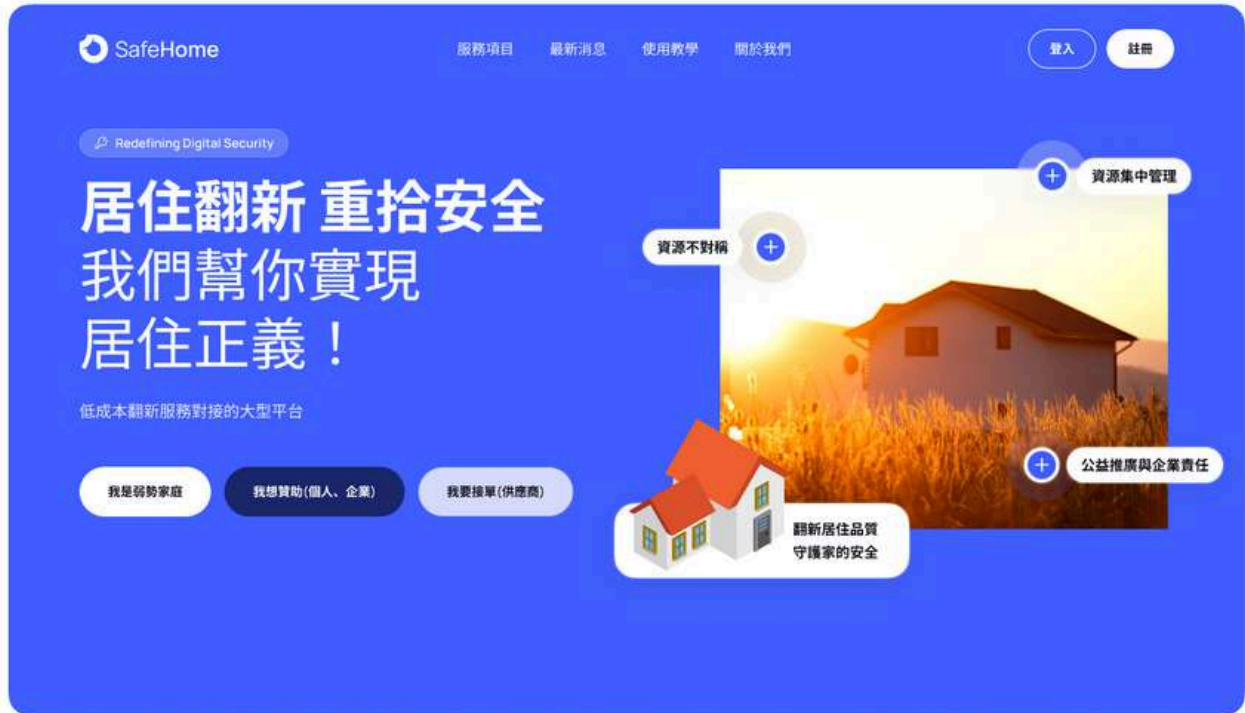 SafeHome
服務項目 最新消息 使用教學 關於我們
登入 註冊
Redefining Digital Security
居住翻新 重拾安全
我們幫你實現
居住正義！
低成本翻新服務對接的大型平台
我是弱勢家庭 我想贊助(個人、企業) 我要接單(供應商)
資源集中管理
資源不對稱
公益推廣與企業責任
翻新居住品質
守護家的安全